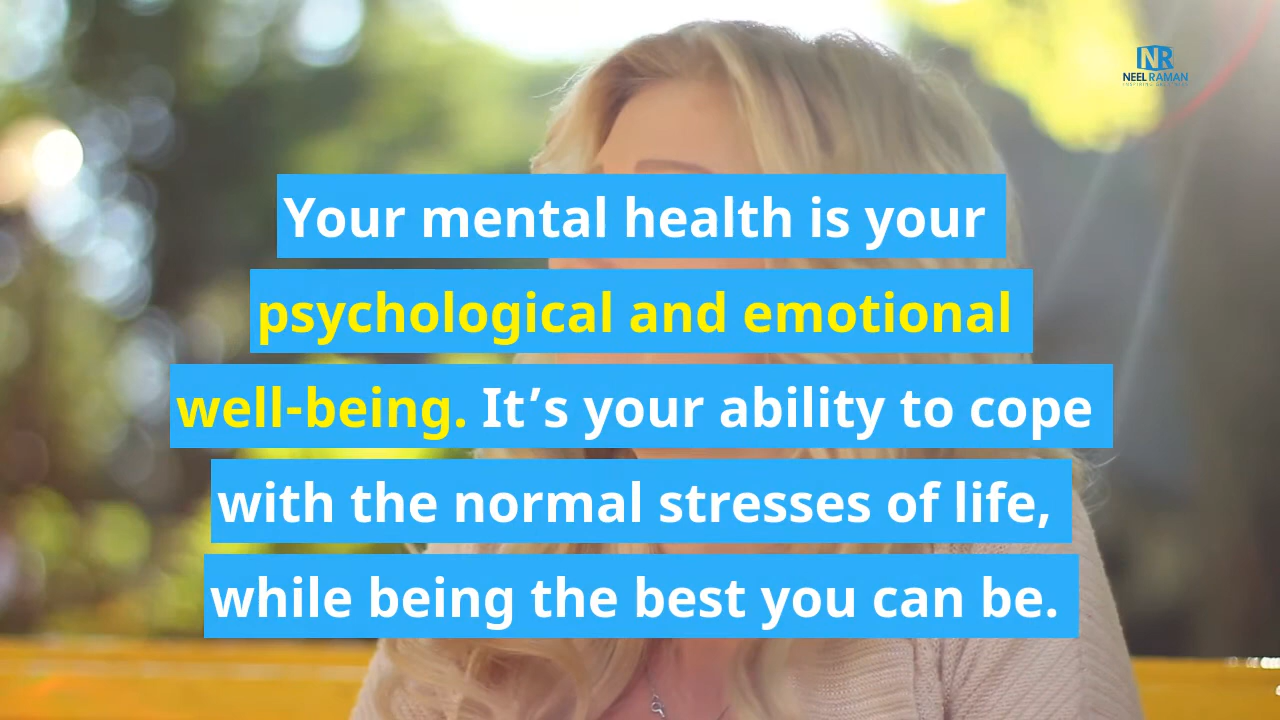 NR
NEEL RAMAN
Your mental health is your
psychological and emotional
well-being. It’s your ability to cope
with the normal stresses of life,
while being the best you can be.